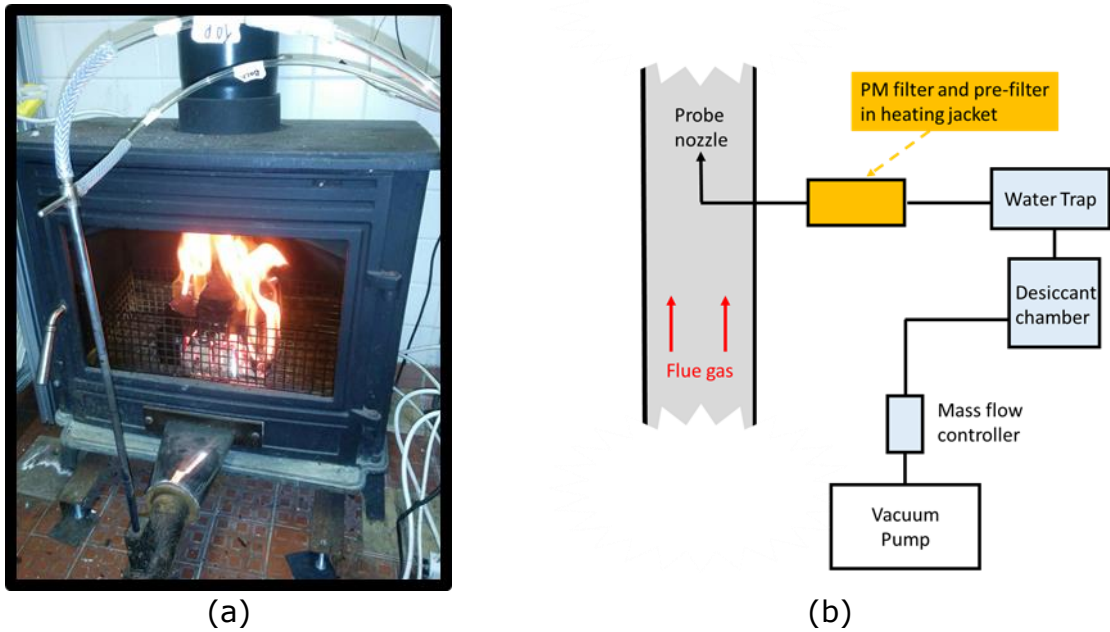 10 P
PM filter and pre-filter
in heating jacket
Probe
nozzle
Water Trap
Desiccant
chamber
Flue gas
Mass flow
controller
Vacuum
Pump
(a)
(b)